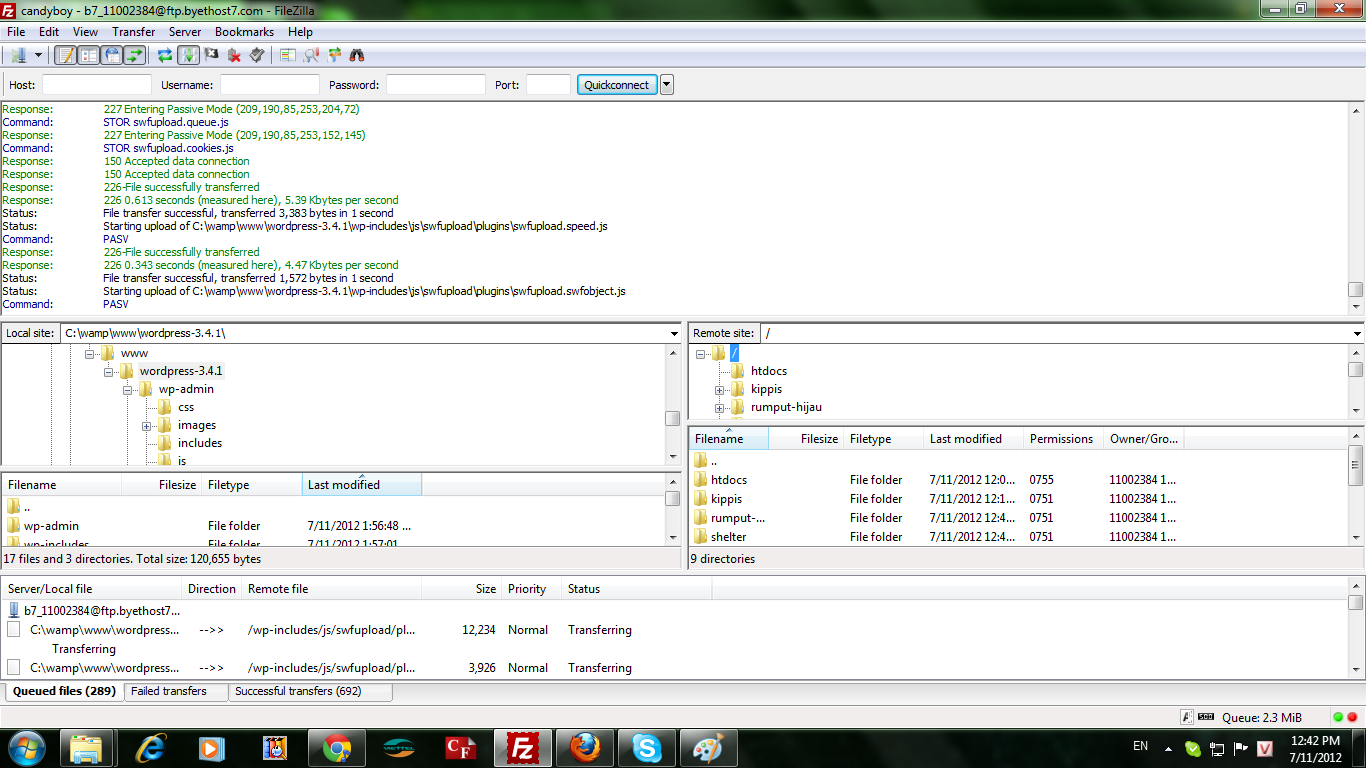 candyboy - b7_11002384@ftp.byethost7.com - FileZilla
File Edit View Transfer Server Bookmarks Help
Host: Username: Password: Port: Quickconnect
Response: 227 Entering Passive Mode (209,190,85,253,204,72)
Command: STOR swfupload.queue.js
Response: 227 Entering Passive Mode (209,190,85,253,152,145)
Command: STOR swfupload.cookies.js
Response: 150 Accepted data connection
Response: 150 Accepted data connection
Response: 226-File successfully transferred
Response: 226 0.613 seconds (measured here), 5.39 Kbytes per second
Status: File transfer successful, transferred 3,383 bytes in 1 second
Status: Starting upload of C:\wamp\www\wordpress-3.4.1\wp-includes\js\swfupload\plugins\swfupload.speed.js
Command: PASV
Response: 226-File successfully transferred
Response: 226 0.343 seconds (measured here), 4.47 Kbytes per second
Status: File transfer successful, transferred 1,572 bytes in 1 second
Status: Starting upload of C:\wamp\www\wordpress-3.4.1\wp-includes\js\swfupload\plugins\swfupload.swfobject.js
Command: PASV
Local site: C:\wamp\www\wordpress-3.4.1\
www
wordpress-3.4.1
wp-admin
css
images
includes
js
Filename Filesize Filetype Last modified
..
wp-admin File folder 7/11/2012 1:56:48 ...
wp-includes File folder 7/11/2012 1:57:01
17 files and 3 directories. Total size: 120,655 bytes
Remote site: /
/
htdocs
kippis
rumput-hijau
Filename Filesize Filetype Last modified Permissions Owner/Gro...
..
htdocs File folder 7/11/2012 12:0... 0755 11002384 1...
kippis File folder 7/11/2012 12:1... 0751 11002384 1...
rumput-... File folder 7/11/2012 12:4... 0751 11002384 1...
shelter File folder 7/11/2012 12:4... 0751 11002384 1...
9 directories
Server/Local file Direction Remote file Size Priority Status
b7_11002384@ftp.byethost7...
C:\wamp\www\wordpress... -->> /wp-includes/js/swfupload/pl... 12,234 Normal Transferring
Transferring
C:\wamp\www\wordpress... -->> /wp-includes/js/swfupload/pl... 3,926 Normal Transferring
Queued files (289) Failed transfers Successful transfers (692)
Queue: 2.3 MiB
EN 12:42 PM
7/11/2012